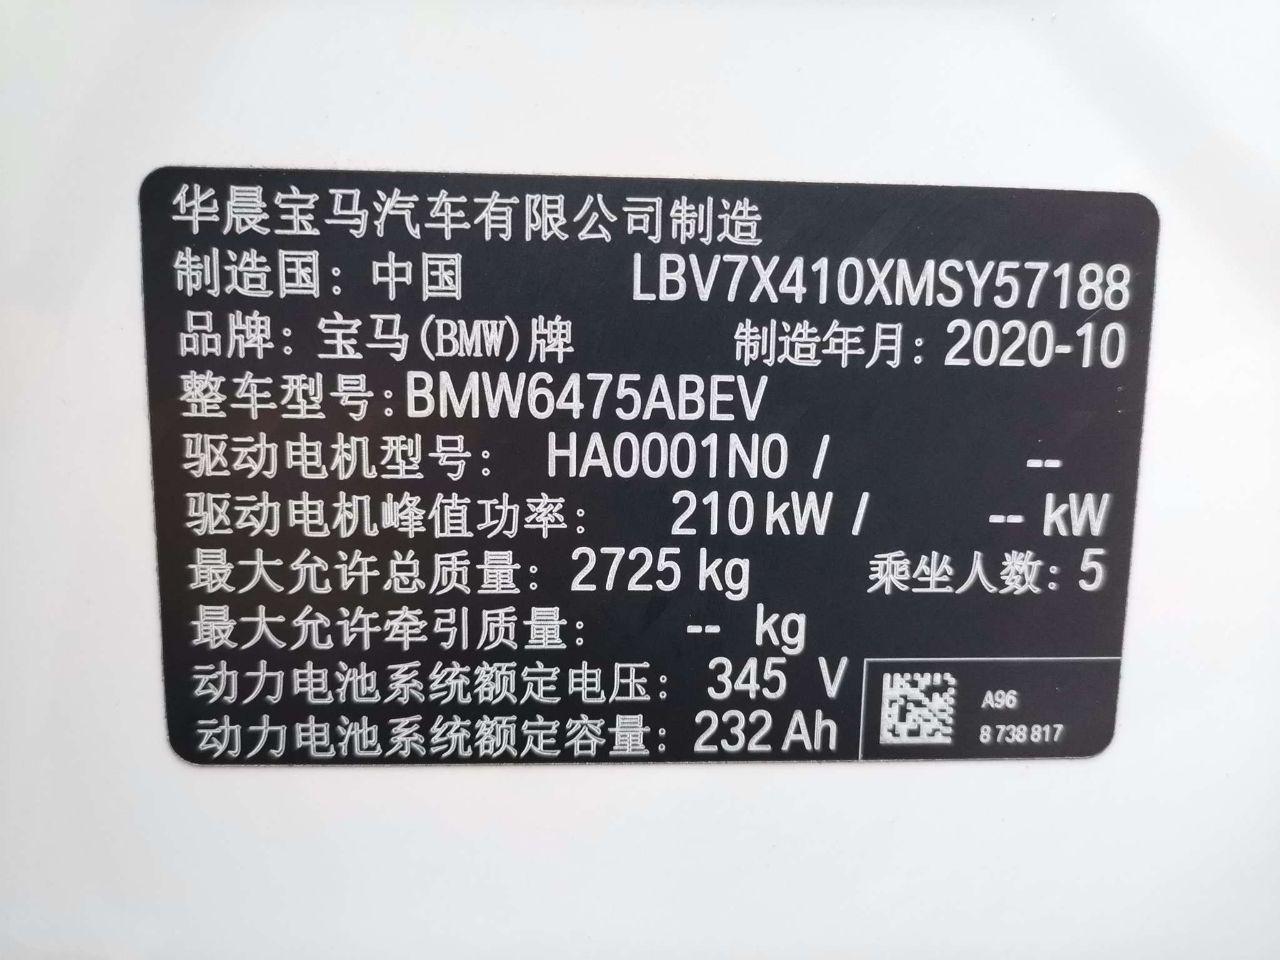 华晨宝马汽车有限公司制造
制造国：中国 LBV7X410XMSY57188
品牌：宝马(BMW)牌 制造年月：2020-10
整车型号:BMW6475ABEV
驱动电机型号： HA0001N0 / --
驱动电机峰值功率： 210 kW / -- kW
最大允许总质量：2725 kg 乘坐人数：5
最大允许牵引质量： -- kg
动力电池系统额定电压： 345 V
动力电池系统额定容量：232 Ah
A96
8 738 817